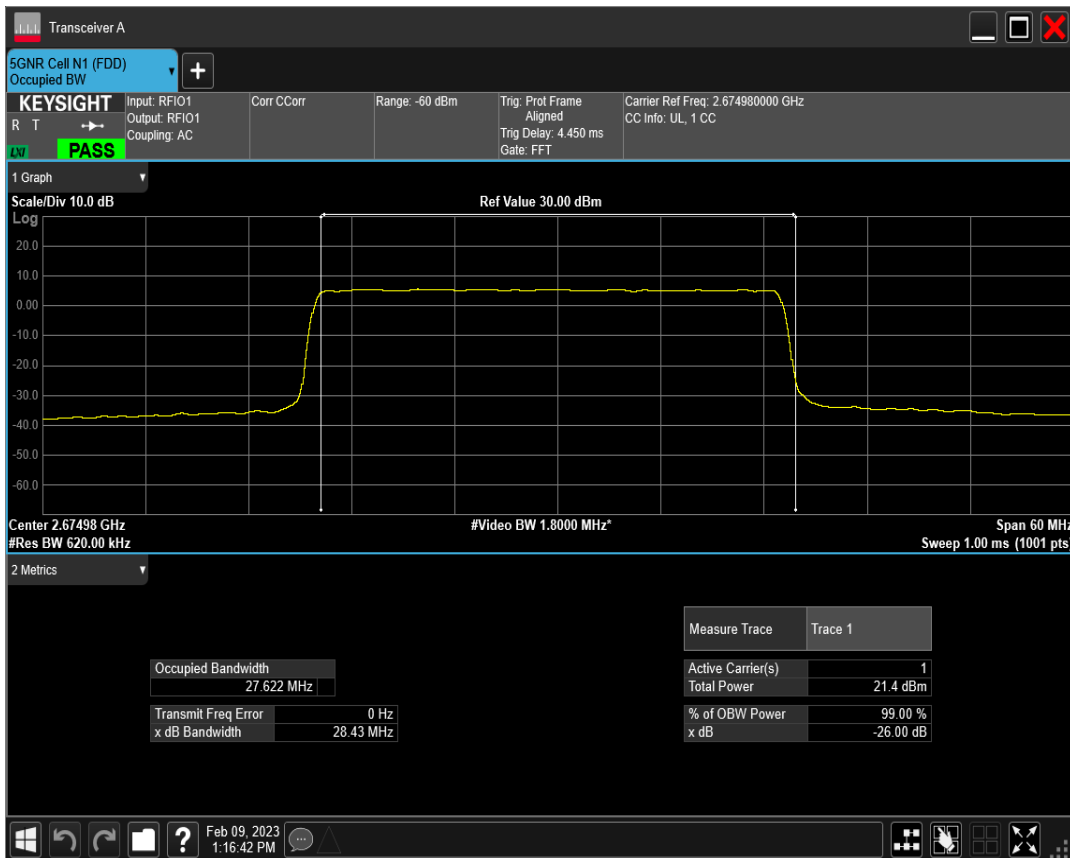 Transceiver A
5GNR Cell N1 (FDD)
Occupied BW
+
KEYSIGHT
R T
LXI
PASS
Input: RFIO1
Output: RFIO1
Coupling: AC
Corr CCorr
Range: -60 dBm
Trig: Prot Frame
Aligned
Trig Delay: 4.450 ms
Gate: FFT
Carrier Ref Freq: 2.674980000 GHz
CC Info: UL, 1 CC
1 Graph
Scale/Div 10.0 dB
Ref Value 30.00 dBm
Log
20.0
10.0
0.00
-10.0
-20.0
-30.0
-40.0
-50.0
-60.0
Center 2.67498 GHz
#Video BW 1.8000 MHz*
Span 60 MHz
#Res BW 620.00 kHz
Sweep 1.00 ms (1001 pts)
2 Metrics
Measure Trace Trace 1
Occupied Bandwidth
27.622 MHz
Active Carrier(s) 1
Total Power 21.4 dBm
Transmit Freq Error 0 Hz
x dB Bandwidth 28.43 MHz
% of OBW Power 99.00 %
x dB -26.00 dB
?
Feb 09, 2023
1:16:42 PM